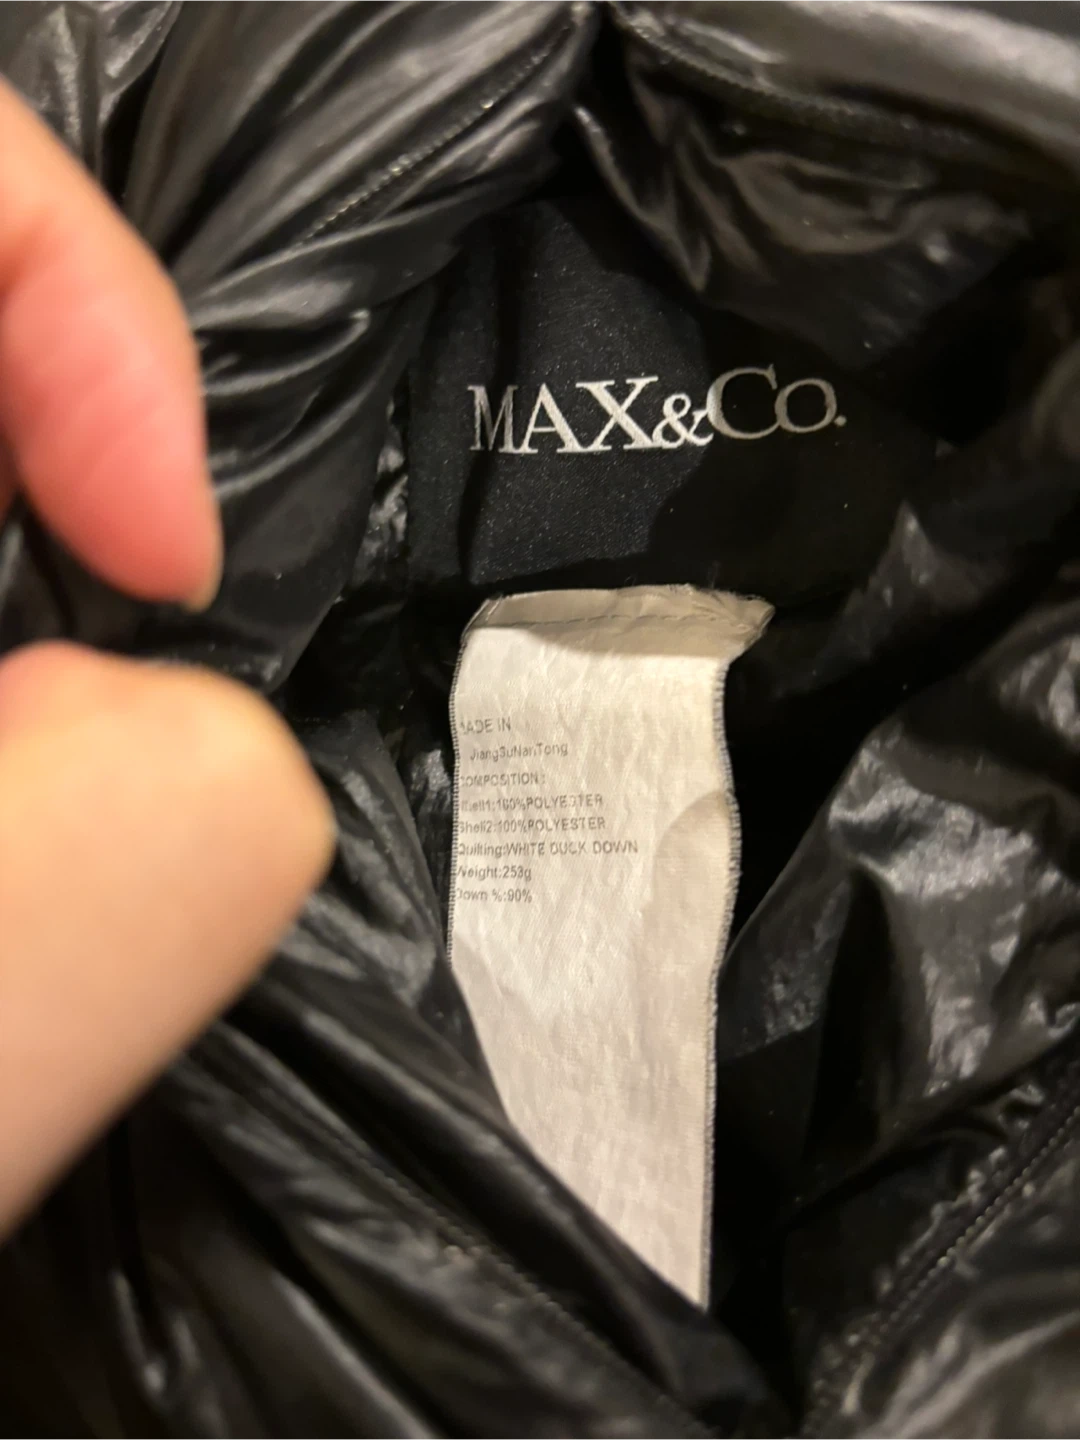 MAX&Co.
MADE IN
JiangSuNanTong
COMPOSITION:
Shell1:100%POLYESTER
Shell2:100%POLYESTER
Quilting:WHITE DUCK DOWN
Weight:253g
Down %:90%